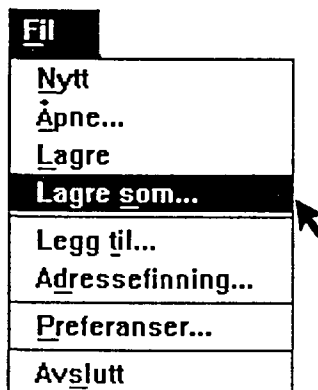 Fil
Nytt
Åpne...
Lagre
Lagre som...
Legg til...
Adressefinning...
Preferanser...
Avslutt